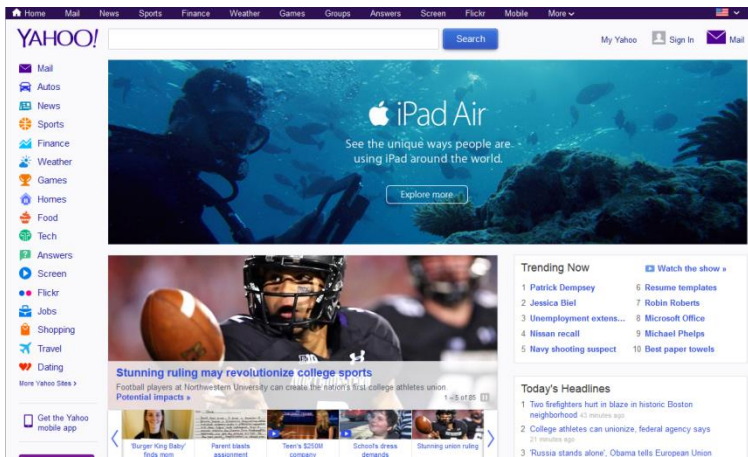 Home Mail News Sports Finance Weather Games Groups Answers Screen Flickr Mobile More
YAHOO!
Search
My Yahoo Sign In Mail
Mail
Autos
News
Sports
Finance
Weather
Games
Homes
Food
Tech
Answers
Screen
Flickr
Jobs
Shopping
Travel
Dating
More Yahoo Sites >
Get the Yahoo
mobile app
iPad Air
See the unique ways people are
using iPad around the world.
Explore more
Stunning ruling may revolutionize college sports
Football players at Northwestern University can create the nation's first college athletes union.
Potential impacts »
1 – 5 of 85
'Burger King Baby'
finds mom
Parent blasts
assignment
Teen's $250M
company
School's dress
demands
Stunning union ruling
Trending Now
Watch the show »
1 Patrick Dempsey
2 Jessica Biel
3 Unemployment extens...
4 Nissan recall
5 Navy shooting suspect
6 Resume templates
7 Robin Roberts
8 Microsoft Office
9 Michael Phelps
10 Best paper towels
Today's Headlines
1 Two firefighters hurt in blaze in historic Boston
neighborhood 43 minutes ago
2 College athletes can unionize, federal agency says
21 minutes ago
3 'Russia stands alone', Obama tells European Union